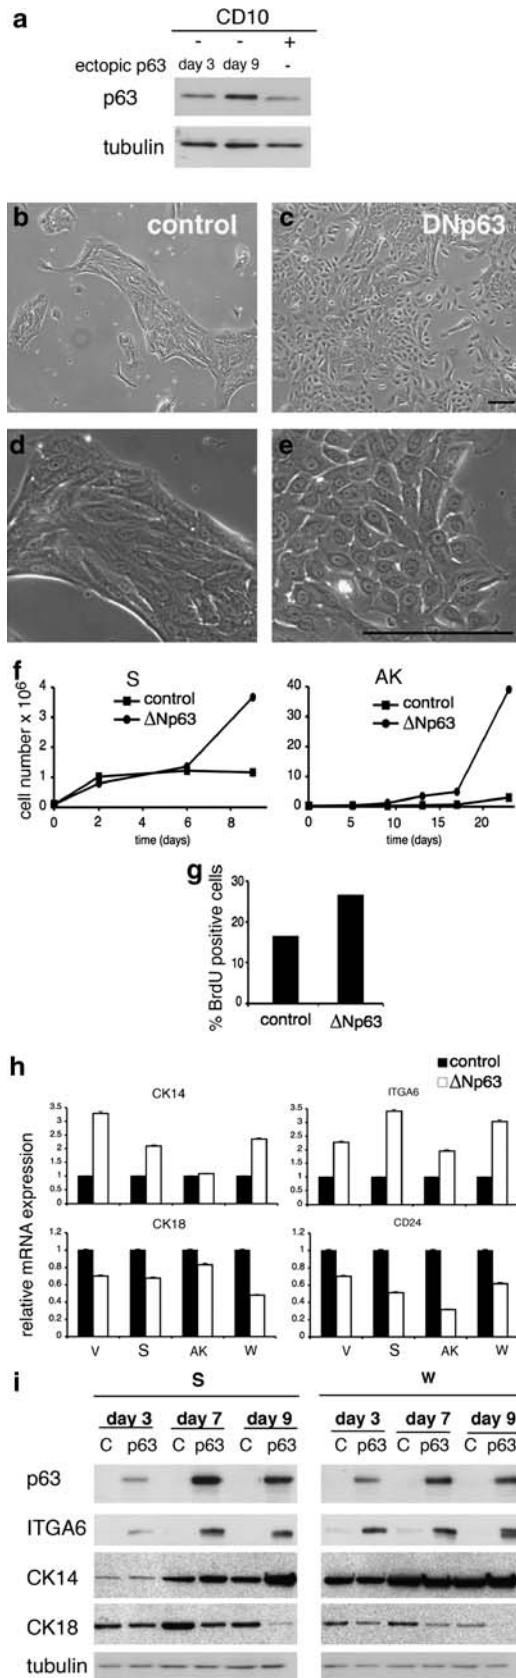 a
CD10
- - +
ectopic p63 day 3 day 9 -
p63
tubulin
b control
c DNp63
d
e
f
S
AK
cell number x 10⁶
4
3
2
1
0
control
ΔNp63
0 2 4 6 8
time (days)
40
30
20
10
0
control
ΔNp63
0 5 10 15 20
time (days)
g
% BrdU positive cells
30
20
10
0
control ΔNp63
h
control
ΔNp63
relative mRNA expression
CK14
3.5
3
2.5
2
1.5
1
0.5
0
ITGA6
3.5
3
2.5
2
1.5
1
0.5
0
CK18
1.2
1
0.8
0.6
0.4
0.2
0
V S AK W
CD24
1.2
1
0.8
0.6
0.4
0.2
0
V S AK W
i
S W
day 3 day 7 day 9 day 3 day 7 day 9
C p63 C p63 C p63 C p63 C p63 C p63
p63
ITGA6
CK14
CK18
tubulin